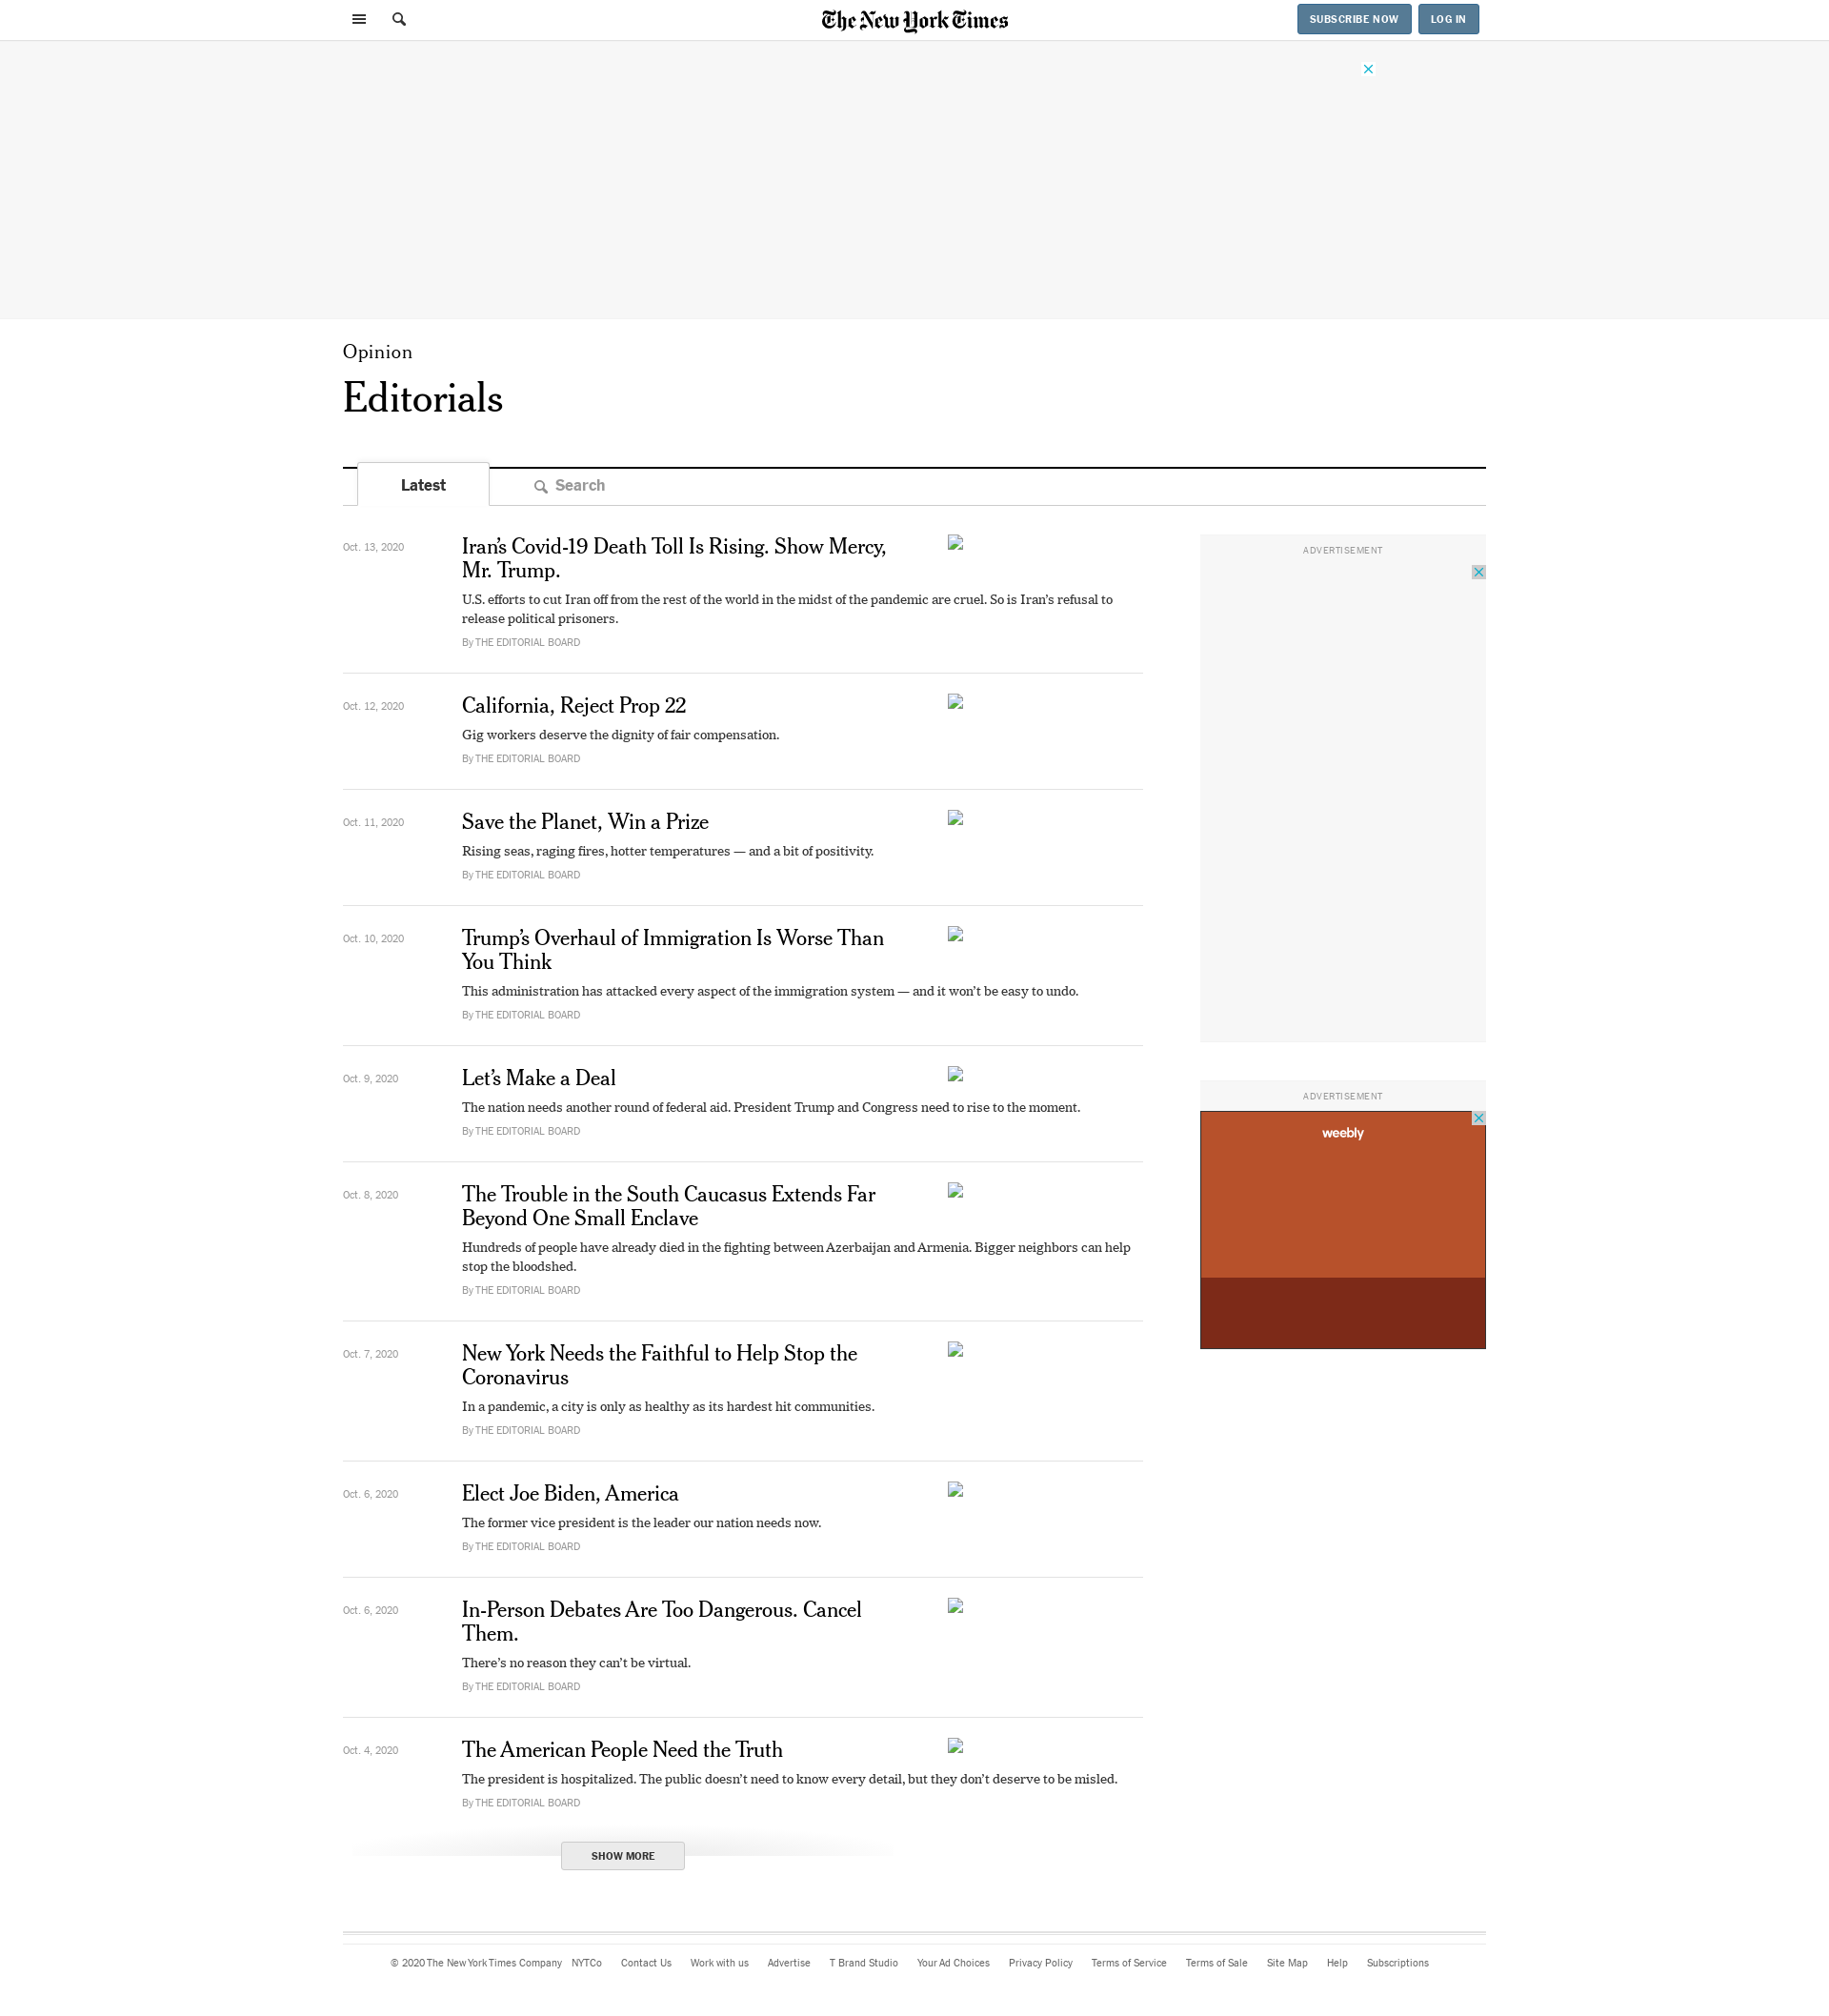 The New York Times
SUBSCRIBE NOW
LOG IN
Opinion
Editorials
Latest
Search
Oct. 13, 2020
Iran’s Covid-19 Death Toll Is Rising. Show Mercy,
Mr. Trump.
U.S. efforts to cut Iran off from the rest of the world in the midst of the pandemic are cruel. So is Iran’s refusal to
release political prisoners.
By THE EDITORIAL BOARD
Oct. 12, 2020
California, Reject Prop 22
Gig workers deserve the dignity of fair compensation.
By THE EDITORIAL BOARD
Oct. 11, 2020
Save the Planet, Win a Prize
Rising seas, raging fires, hotter temperatures — and a bit of positivity.
By THE EDITORIAL BOARD
Oct. 10, 2020
Trump’s Overhaul of Immigration Is Worse Than
You Think
This administration has attacked every aspect of the immigration system — and it won’t be easy to undo.
By THE EDITORIAL BOARD
Oct. 9, 2020
Let’s Make a Deal
The nation needs another round of federal aid. President Trump and Congress need to rise to the moment.
By THE EDITORIAL BOARD
Oct. 8, 2020
The Trouble in the South Caucasus Extends Far
Beyond One Small Enclave
Hundreds of people have already died in the fighting between Azerbaijan and Armenia. Bigger neighbors can help
stop the bloodshed.
By THE EDITORIAL BOARD
Oct. 7, 2020
New York Needs the Faithful to Help Stop the
Coronavirus
In a pandemic, a city is only as healthy as its hardest hit communities.
By THE EDITORIAL BOARD
Oct. 6, 2020
Elect Joe Biden, America
The former vice president is the leader our nation needs now.
By THE EDITORIAL BOARD
Oct. 6, 2020
In-Person Debates Are Too Dangerous. Cancel
Them.
There’s no reason they can’t be virtual.
By THE EDITORIAL BOARD
Oct. 4, 2020
The American People Need the Truth
The president is hospitalized. The public doesn’t need to know every detail, but they don’t deserve to be misled.
By THE EDITORIAL BOARD
SHOW MORE
ADVERTISEMENT
ADVERTISEMENT
weebly
© 2020 The New York Times Company NYTCo Contact Us Work with us Advertise T Brand Studio Your Ad Choices Privacy Policy Terms of Service Terms of Sale Site Map Help Subscriptions